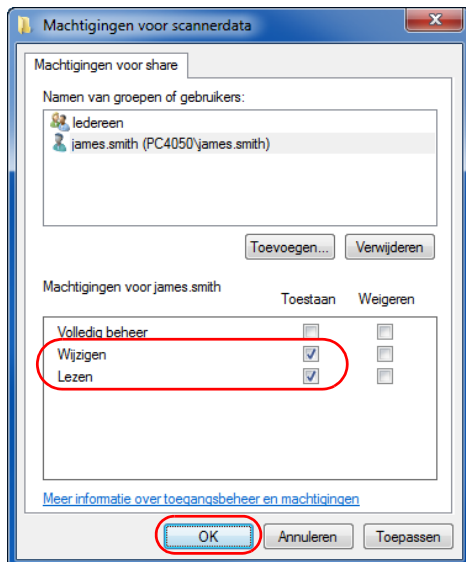 Machtigingen voor scannerdata
Machtigingen voor share
Namen van groepen of gebruikers:
Iedereen
james.smith (PC4050\james.smith)
Toevoegen... Verwijderen
Machtigingen voor james.smith
Toestaan Weigeren
Volledig beheer
Wijzigen
Lezen
Meer informatie over toegangsbeheer en machtigingen
OK Annuleren Toepassen